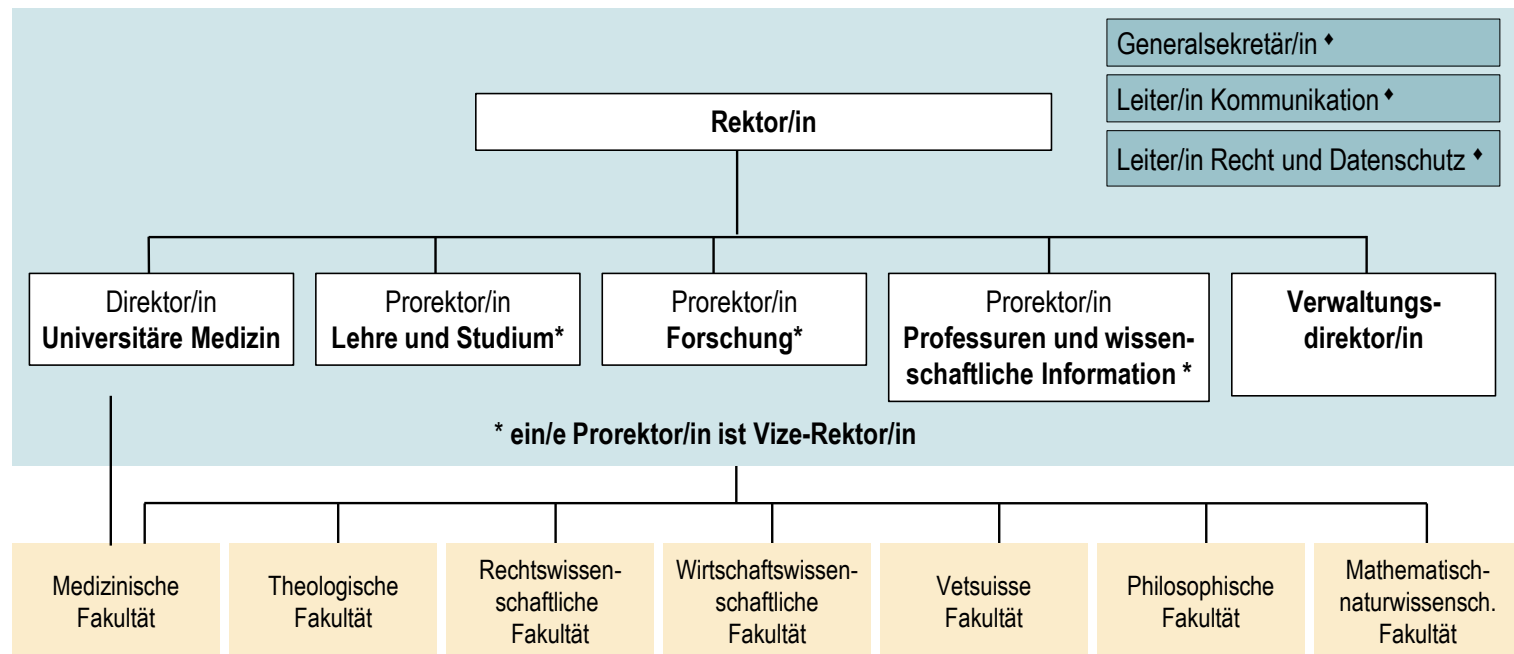 Generalsekretär/in ♦
Leiter/in Kommunikation ♦
Leiter/in Recht und Datenschutz ♦
Rektor/in
Direktor/in
Universitäre Medizin
Prorektor/in
Lehre und Studium*
Prorektor/in
Forschung*
Prorektor/in
Professuren und wissen-
schaftliche Information *
Verwaltungs-
direktor/in
* ein/e Prorektor/in ist Vize-Rektor/in
Medizinische
Fakultät
Theologische
Fakultät
Rechtswissen-
schaftliche
Fakultät
Wirtschaftswissen-
schaftliche
Fakultät
Vetsuisse
Fakultät
Philosophische
Fakultät
Mathematisch-
naturwissensch.
Fakultät